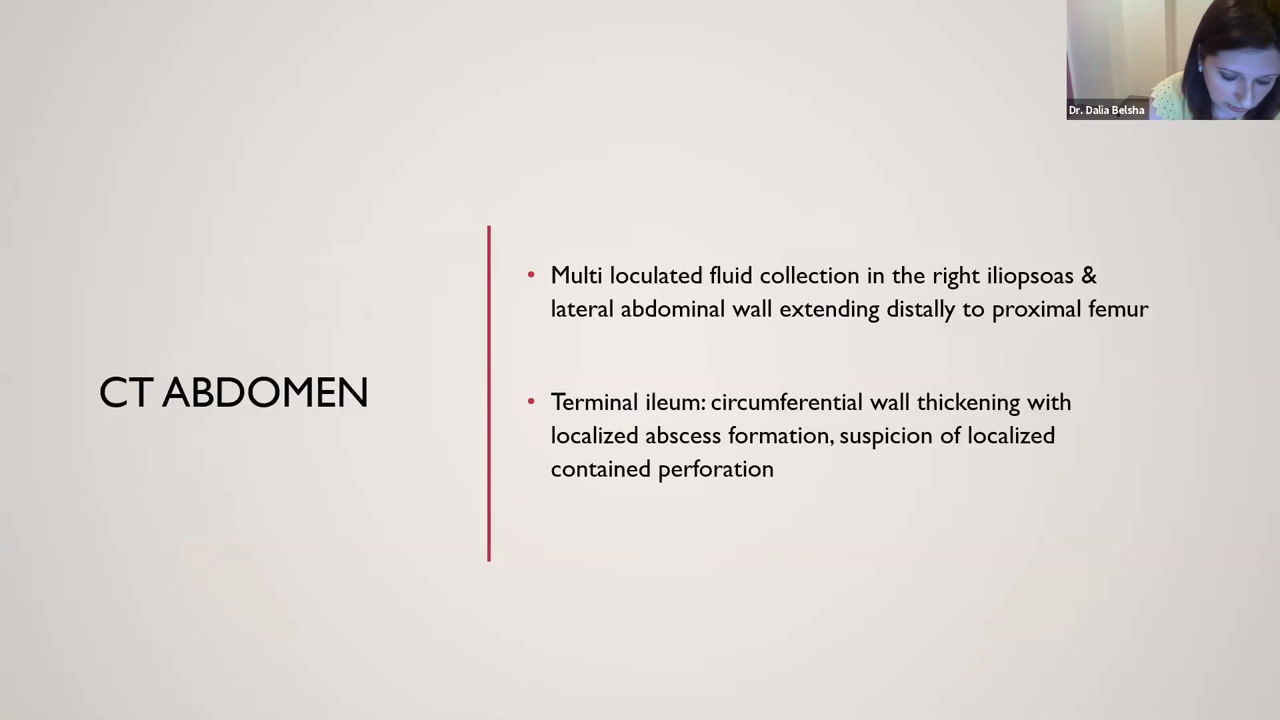 Dr. Dalia Belsha
CT ABDOMEN
• Multi loculated fluid collection in the right iliopsoas &
lateral abdominal wall extending distally to proximal femur
• Terminal ileum: circumferential wall thickening with
localized abscess formation, suspicion of localized
contained perforation